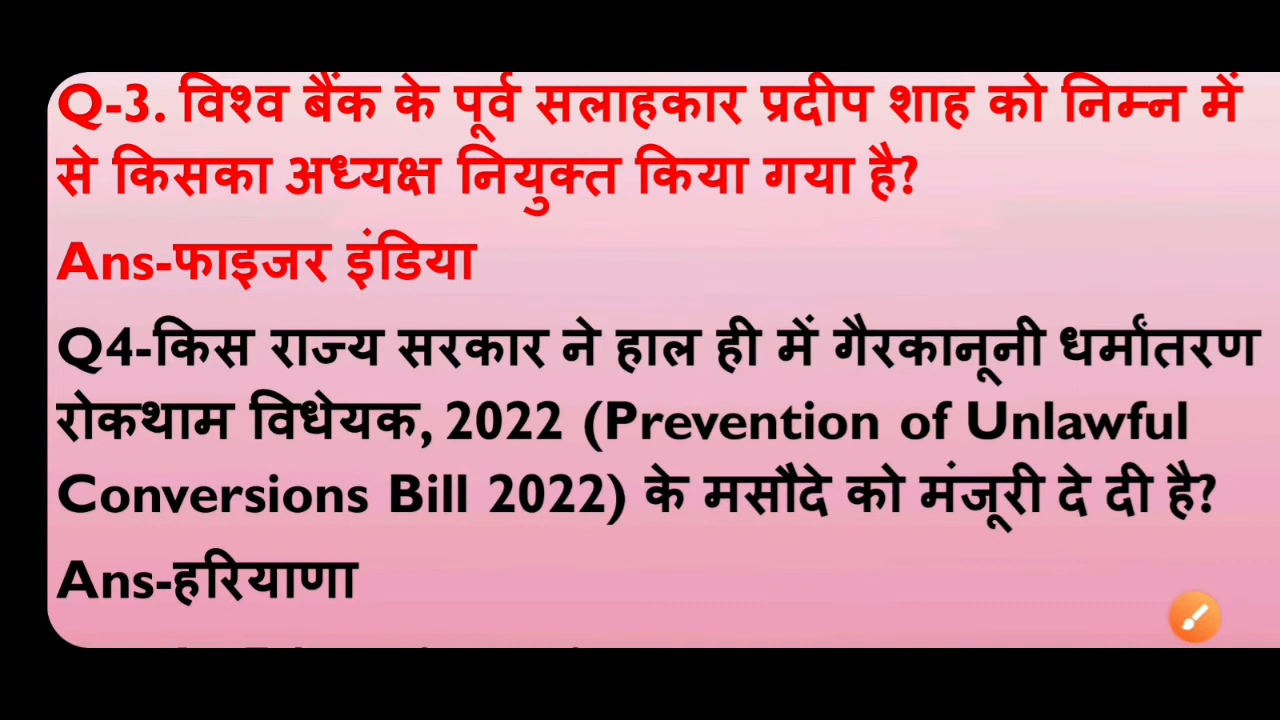 Q-3. विश्व बैंक के पूर्व सलाहकार प्रदीप शाह को निम्न में
से किसका अध्यक्ष नियुक्त किया गया है?
Ans-फाइजर इंडिया
Q4-किस राज्य सरकार ने हाल ही में गैरकानूनी धर्मांतरण
रोकथाम विधेयक, 2022 (Prevention of Unlawful
Conversions Bill 2022) के मसौदे को मंजूरी दे दी है?
Ans-हरियाणा